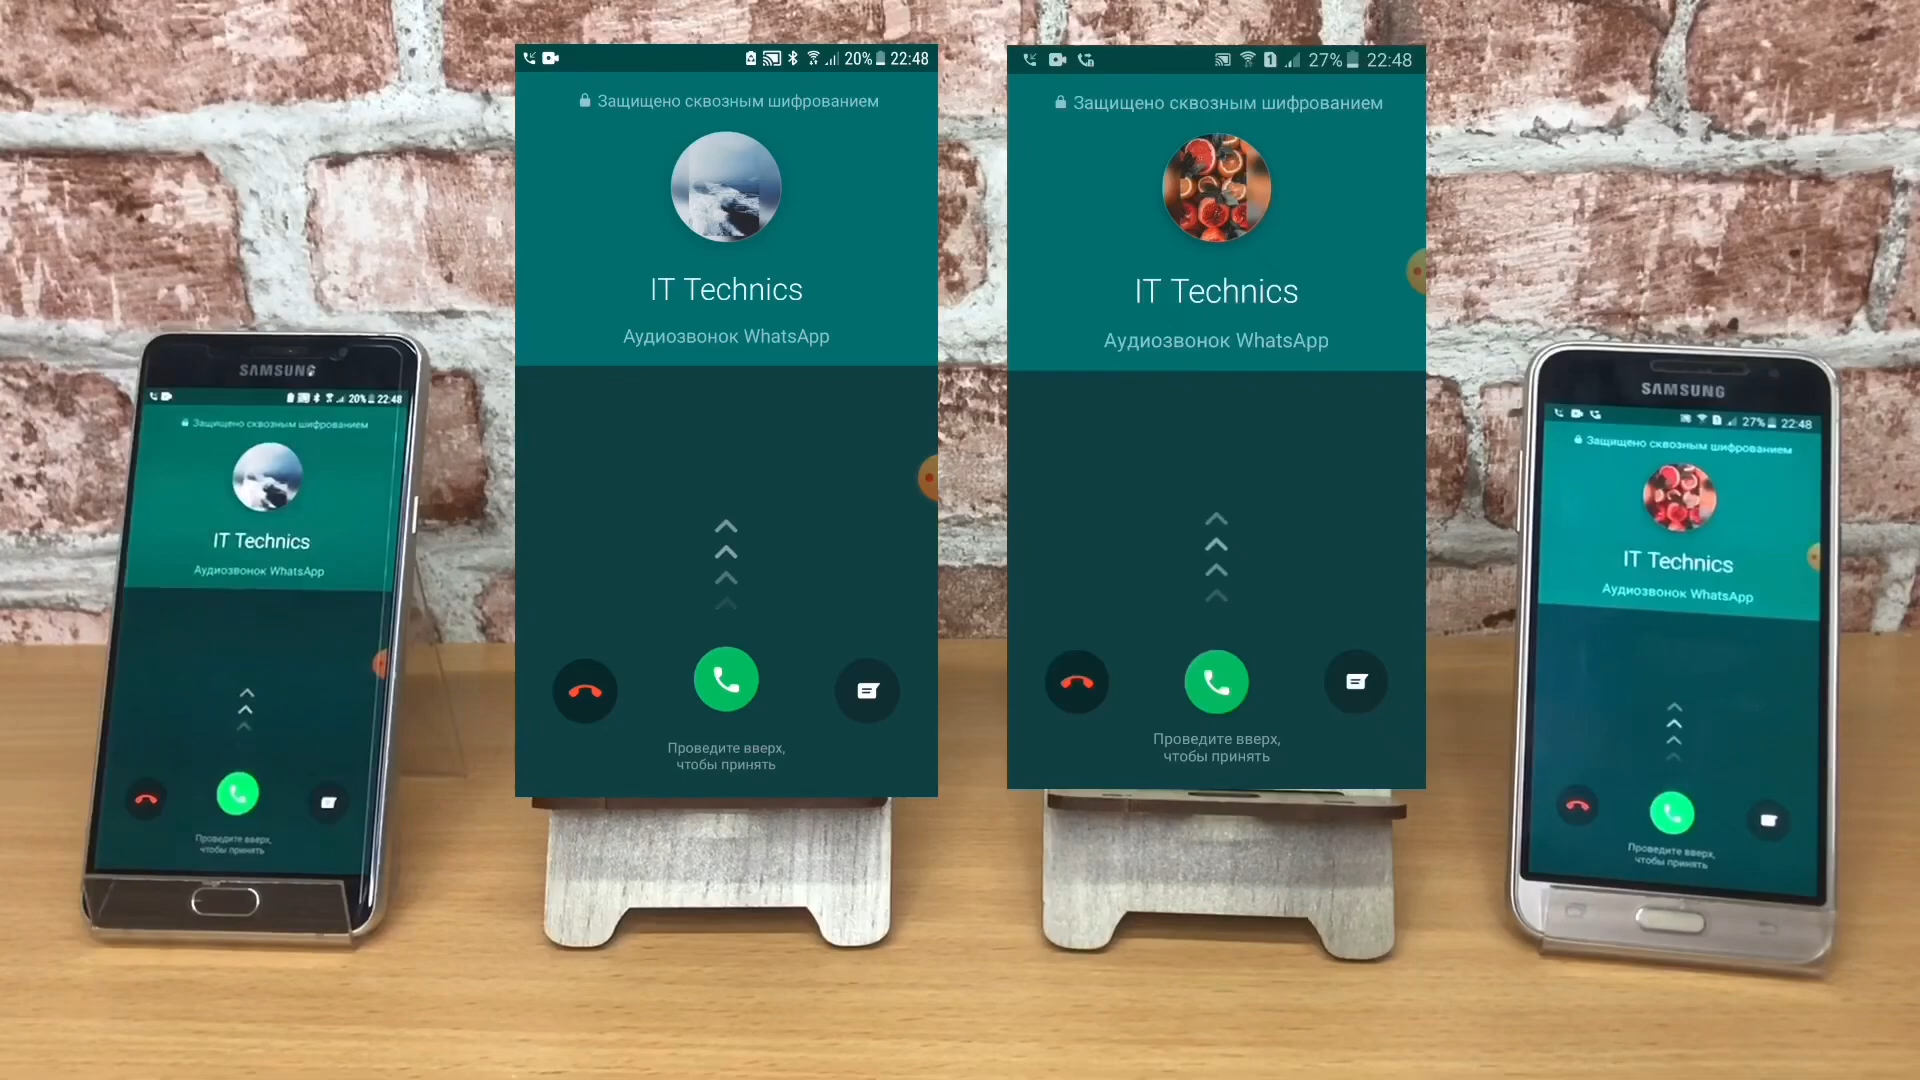 SAMSUNG
20% 22:48
Защищено сквозным шифрованием
IT Technics
Аудиозвонок WhatsApp
Проведите вверх,
чтобы принять
20% 22:48
Защищено сквозным шифрованием
IT Technics
Аудиозвонок WhatsApp
Проведите вверх,
чтобы принять
1 27% 22:48
Защищено сквозным шифрованием
IT Technics
Аудиозвонок WhatsApp
Проведите вверх,
чтобы принять
SAMSUNG
1 27% 22:48
Защищено сквозным шифрованием
IT Technics
Аудиозвонок WhatsApp
Проведите вверх,
чтобы принять